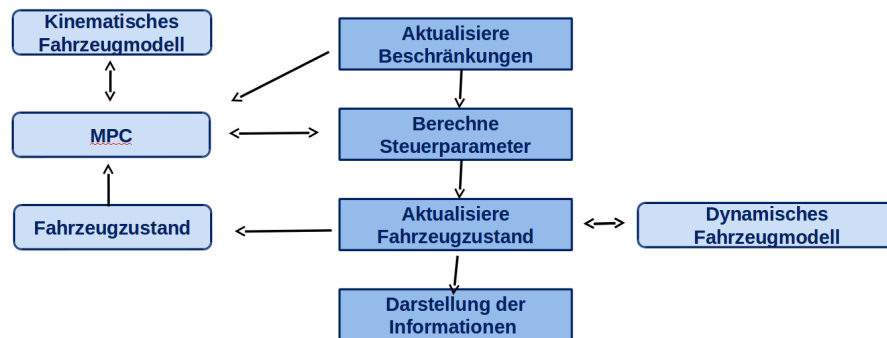 Kinematisches
Fahrzeugmodell
Aktualisiere
Beschränkungen
MPC
Berechne
Steuerparameter
Fahrzeugzustand
Aktualisiere
Fahrzeugzustand
Dynamisches
Fahrzeugmodell
Darstellung der
Informationen